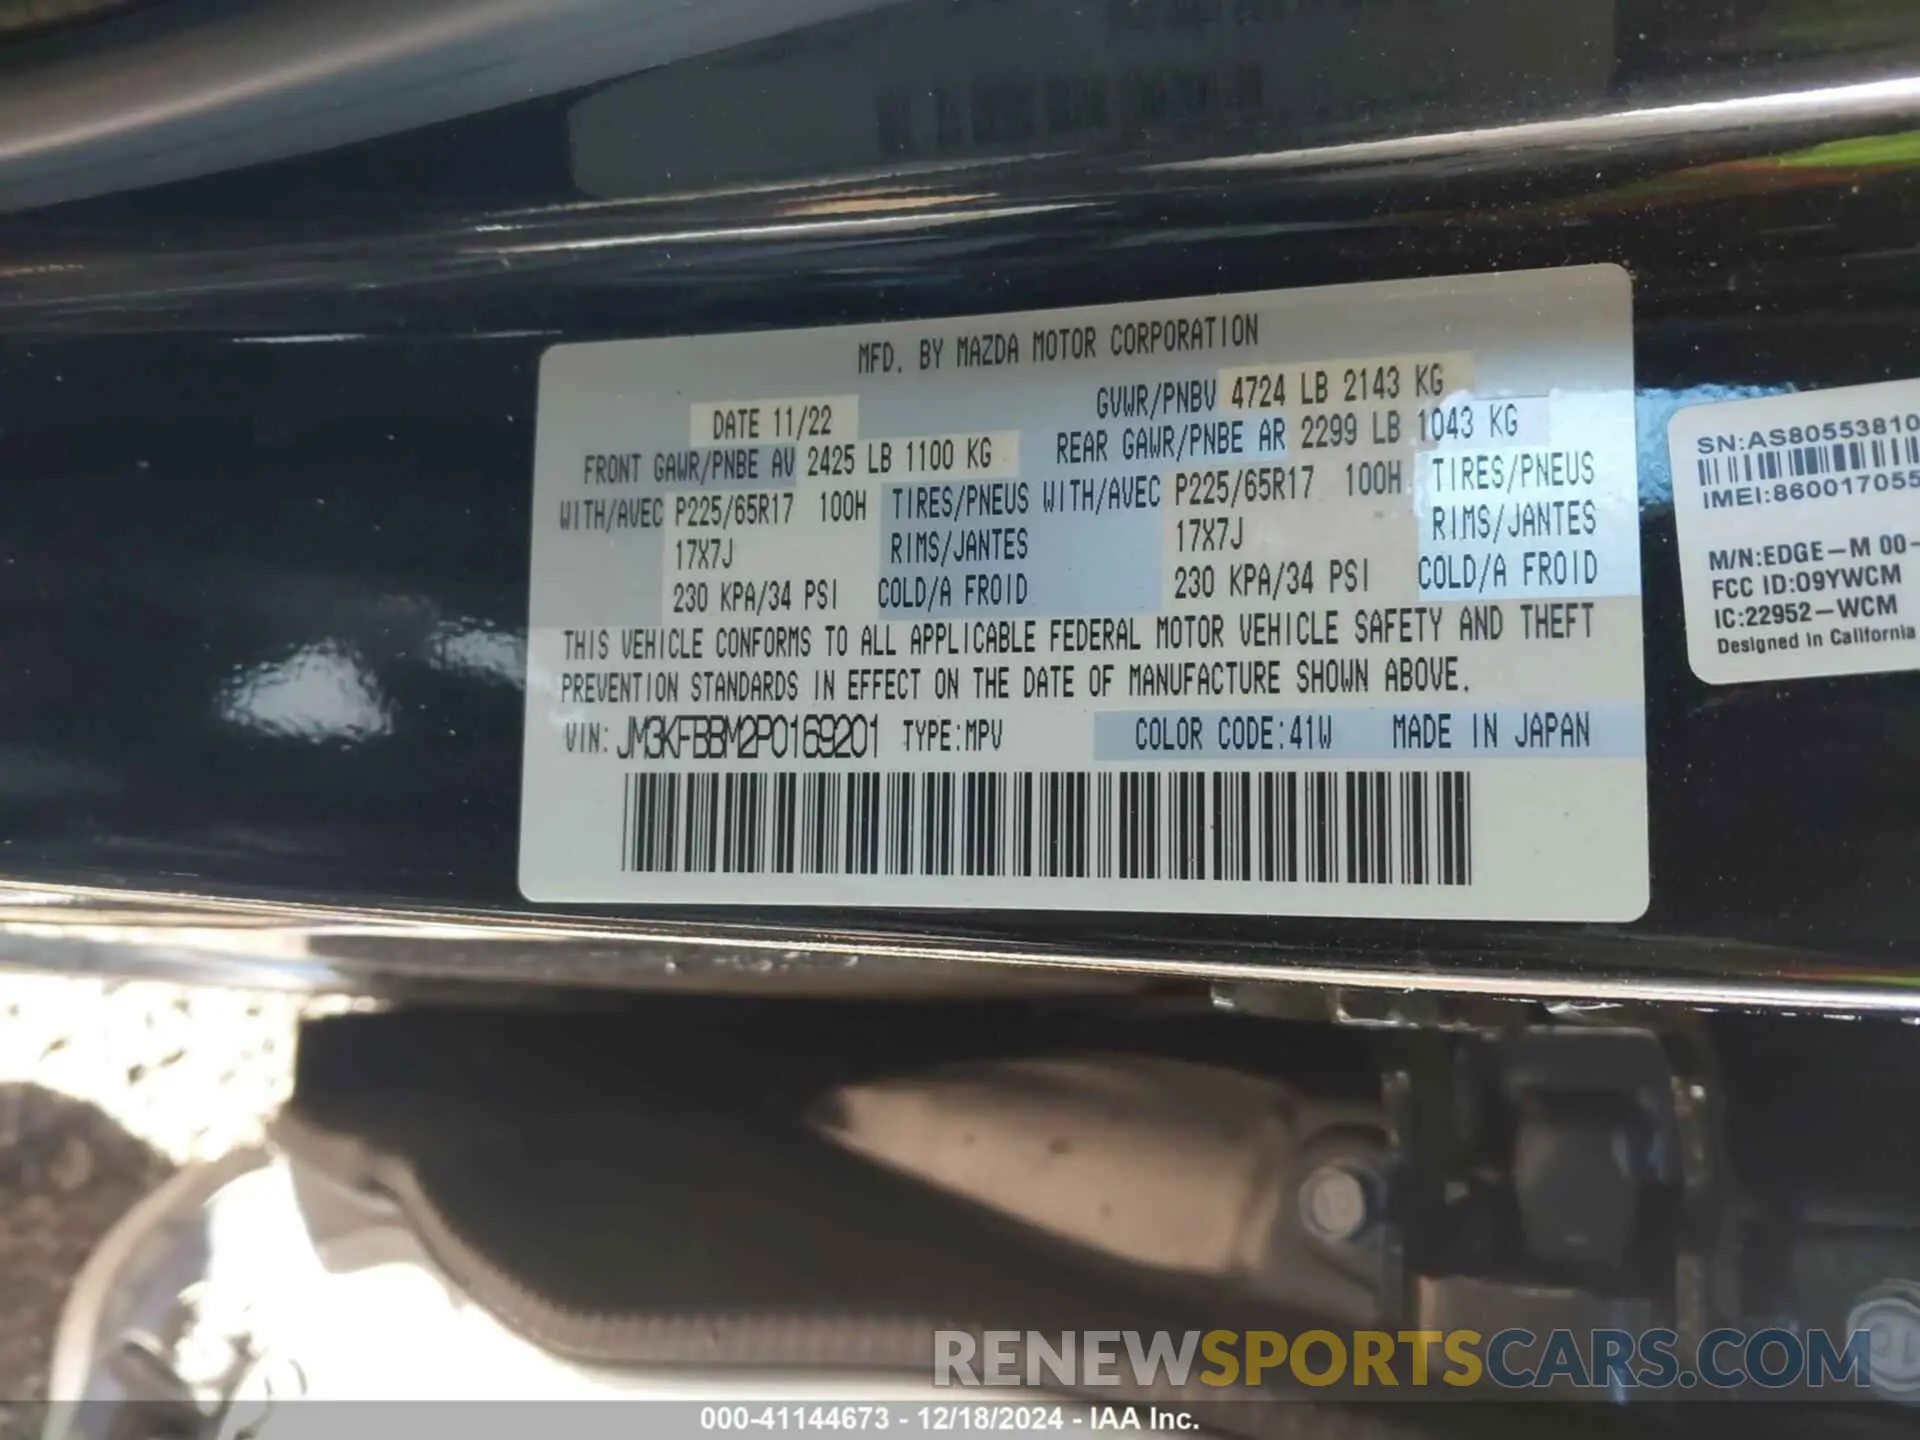 MFD. BY MAZDA MOTOR CORPORATION
DATE 11/22 GVWR/PNBV 4724 LB 2143 KG
FRONT GAWR/PNBE AV 2425 LB 1100 KG REAR GAWR/PNBE AR 2299 LB 1043 KG
WITH/AVEC P225/65R17 100H TIRES/PNEUS WITH/AVEC P225/65R17 100H TIRES/PNEUS
17X7J RIMS/JANTES 17X7J RIMS/JANTES
230 KPA/34 PSI COLD/A FROID 230 KPA/34 PSI COLD/A FROID
THIS VEHICLE CONFORMS TO ALL APPLICABLE FEDERAL MOTOR VEHICLE SAFETY AND THEFT
PREVENTION STANDARDS IN EFFECT ON THE DATE OF MANUFACTURE SHOWN ABOVE.
VIN: JM3KFBBM2P0169201 TYPE:MPV COLOR CODE:41W MADE IN JAPAN
SN:AS80553810
IMEI:860017055
M/N:EDGE-M 00-
FCC ID:O9YWCM
IC:22952-WCM
Designed in California
RENEWSPORTSCARS.COM
000-41144673 - 12/18/2024 - IAA Inc.